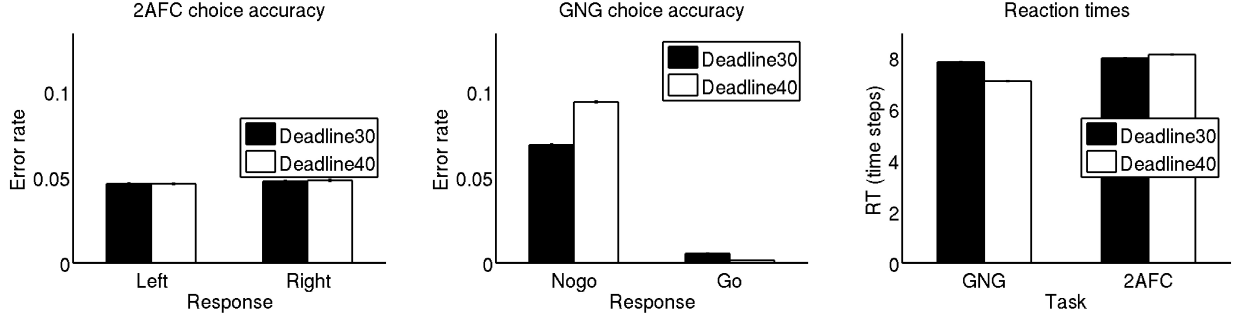 2AFC choice accuracy
Error rate
0.1
0.05
0
Deadline30
Deadline40
Left Right
Response
GNG choice accuracy
Error rate
0.1
0.05
0
Deadline30
Deadline40
Nogo Go
Response
Reaction times
RT (time steps)
8
6
4
2
0
Deadline30
Deadline40
GNG 2AFC
Task